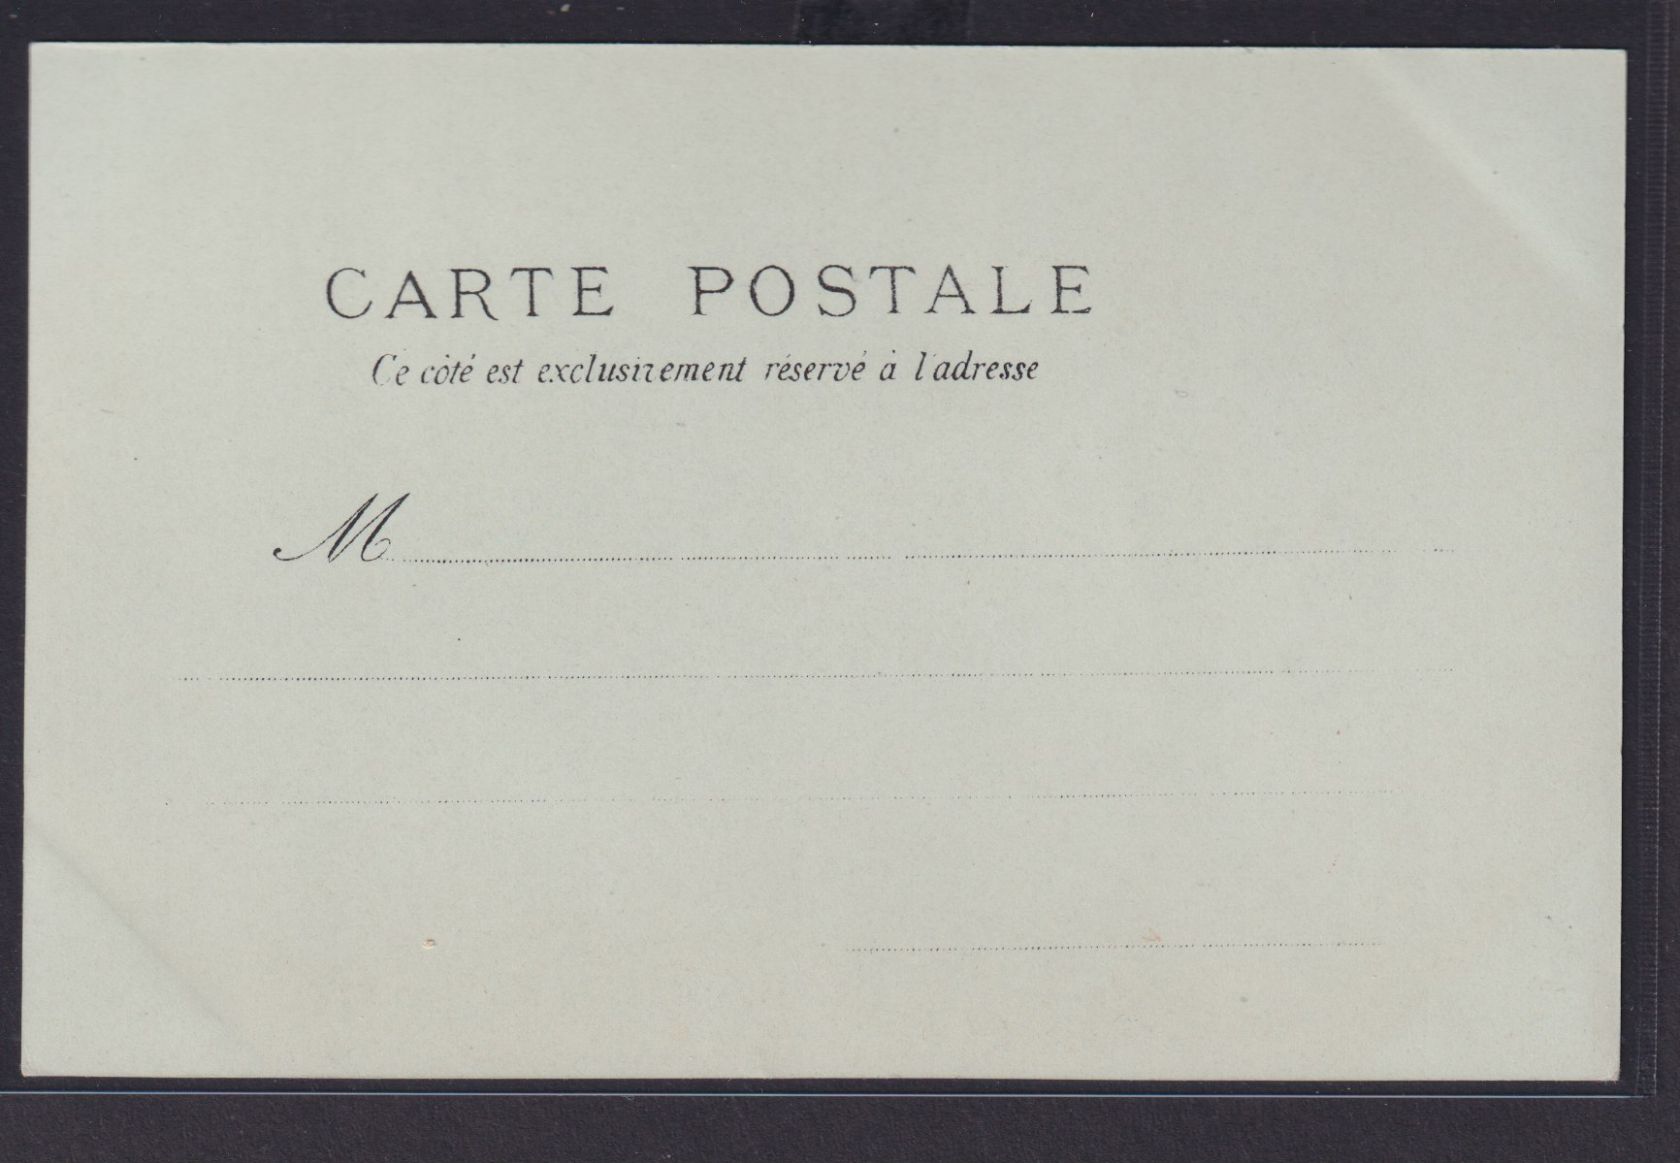 CARTE POSTALE
Ce côté est exclusivement réservé à l'adresse
M